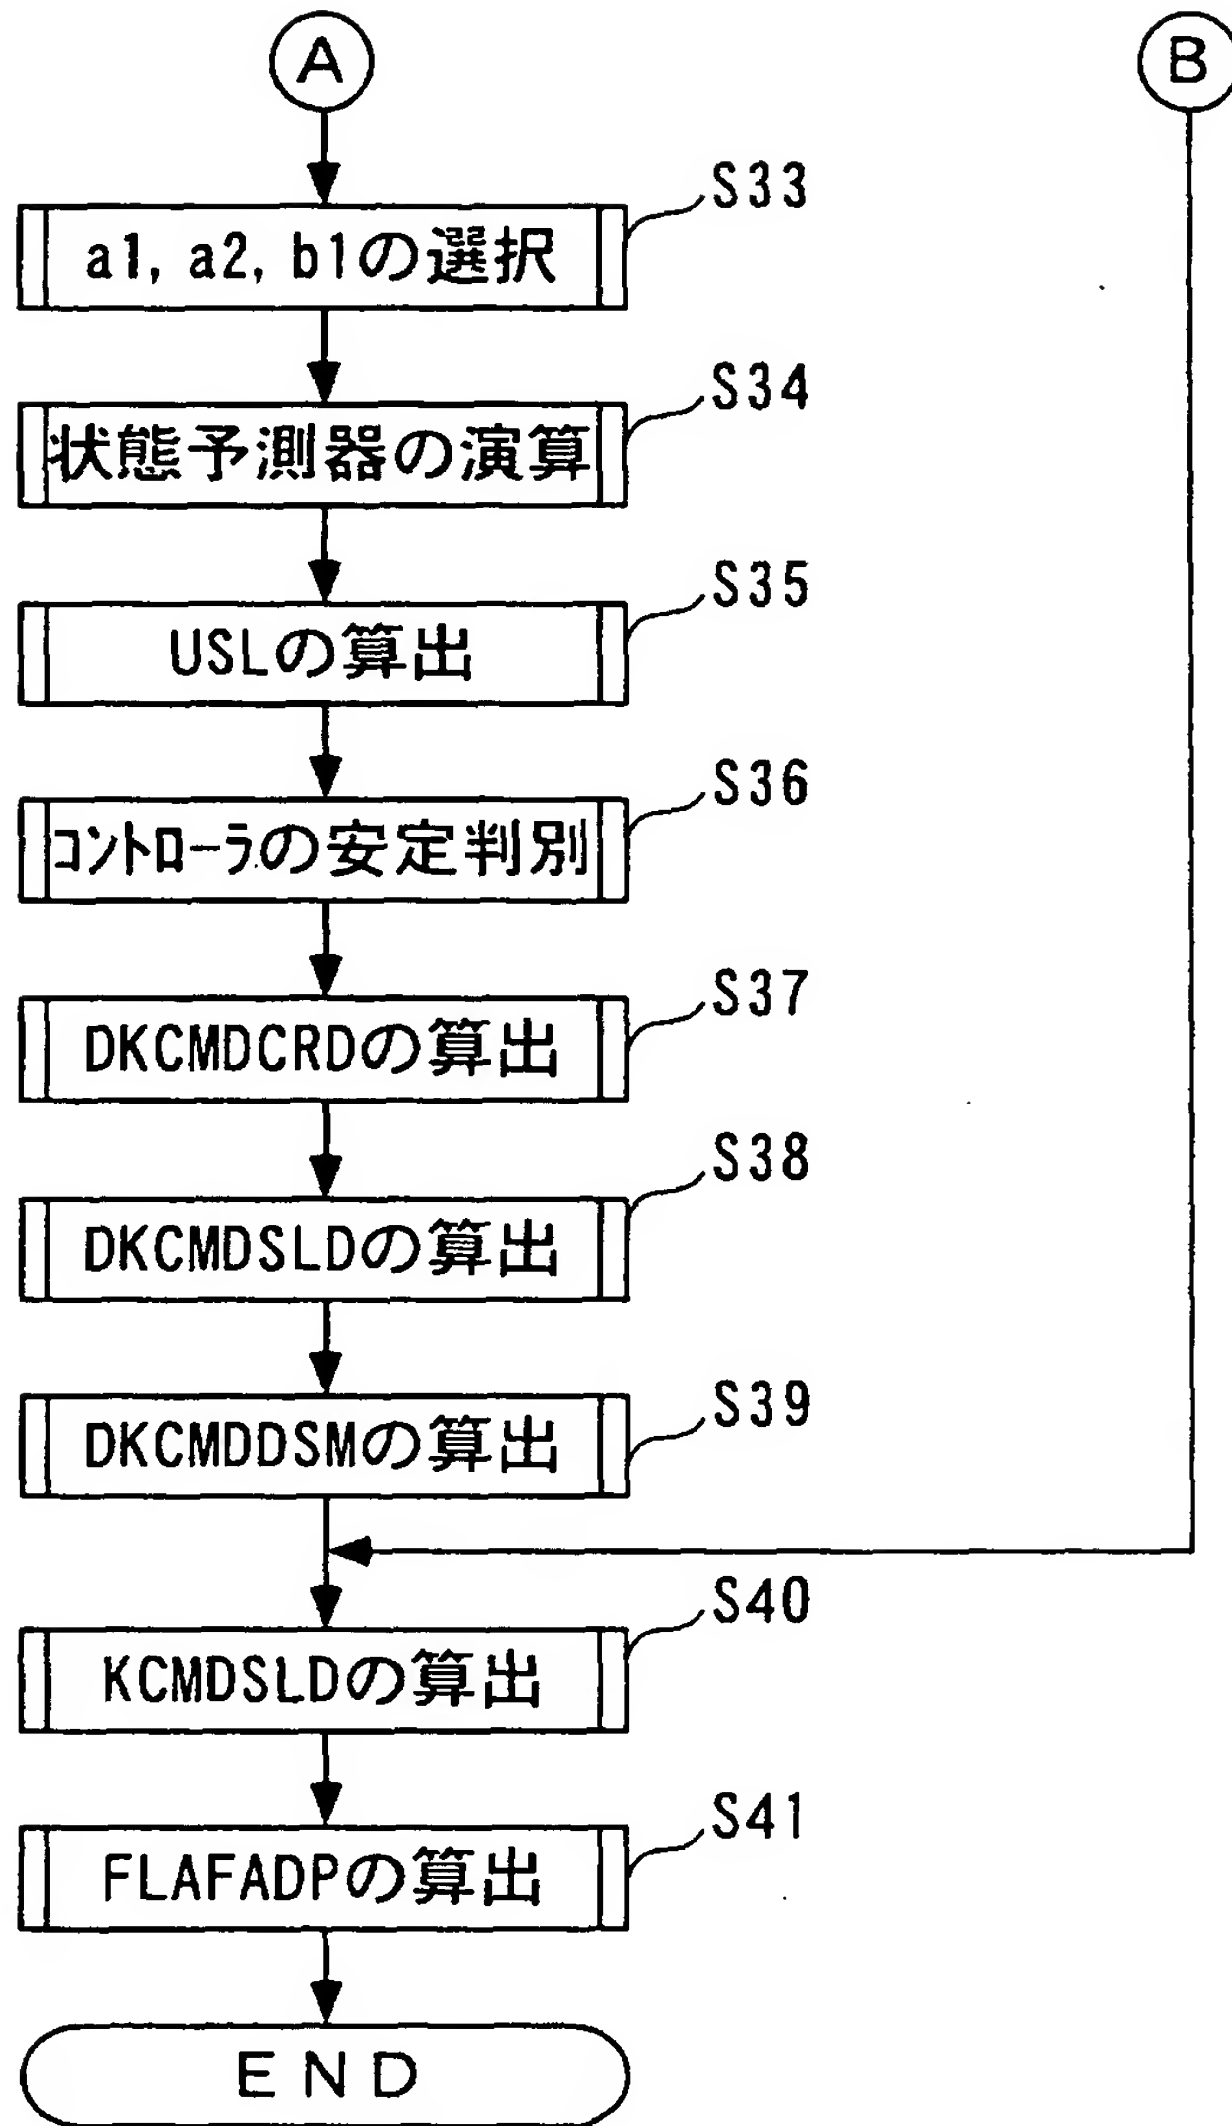 A
B
S33
a1, a2, b1の選択
S34
状態予測器の演算
S35
USLの算出
S36
コントローラの安定判別
S37
DKCMDCRDの算出
S38
DKCMDSLDの算出
S39
DKCMDDSMの算出
S40
KCMDSLDの算出
S41
FLAFADPの算出
END